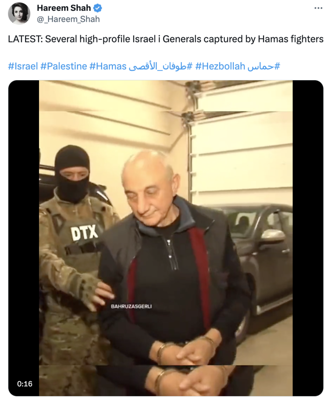 Hareem Shah
@_Hareem_Shah
LATEST: Several high-profile Israel i Generals captured by Hamas fighters
#Israel #Palestine #Hamas #طوفان_الأقصى #Hezbollah #حماس
DTX
BAHRUZASGERLI
0:16